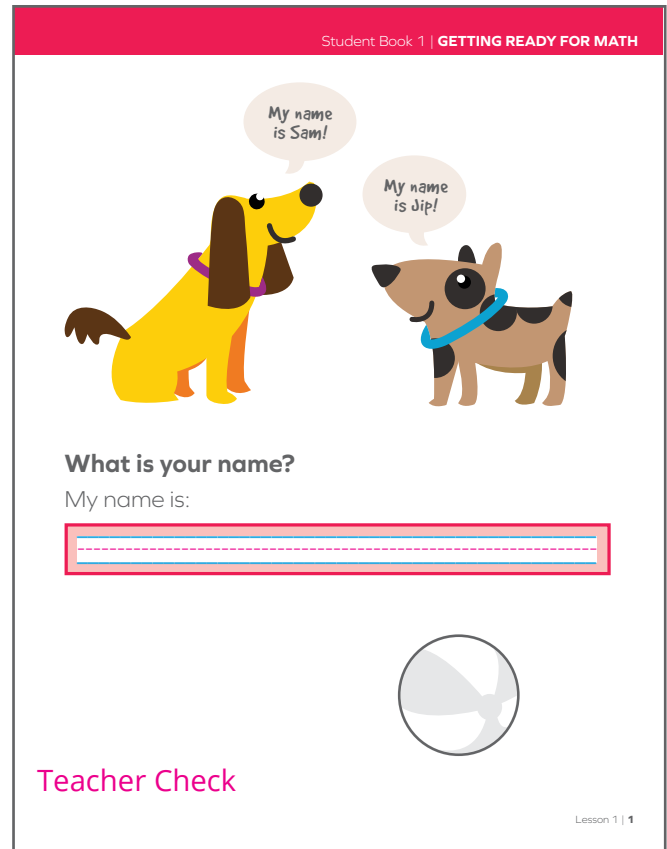 Student Book 1 | GETTING READY FOR MATH
My name
is Sam!
My name
is Jip!
What is your name?
My name is:
Teacher Check
Lesson 1 | 1